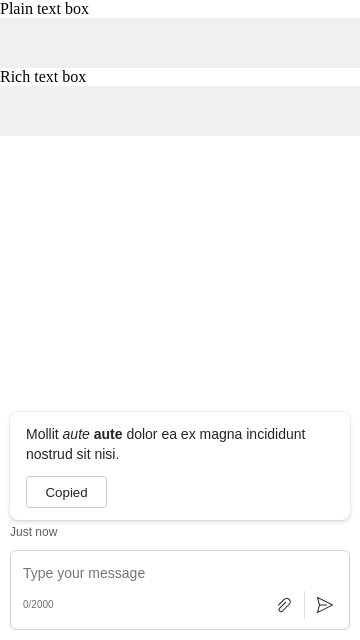 Plain text box
Rich text box
Mollit aute aute dolor ea ex magna incididunt
nostrud sit nisi.
Copied
Just now
Type your message
0/2000